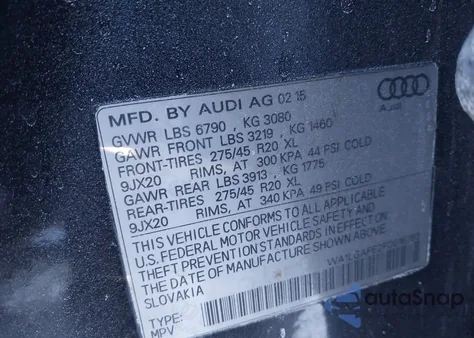 MFD. BY AUDI AG 02 15
GVWR LBS 6790 , KG 3080
GAWR FRONT LBS 3219 , KG 1460
FRONT-TIRES 275/45 R20 XL
9JX20 RIMS, AT 300 KPA 44 PSI COLD
GAWR REAR LBS 3913 , KG 1775
REAR-TIRES 275/45 R20 XL
9JX20 RIMS, AT 340 KPA 49 PSI COLD
THIS VEHICLE CONFORMS TO ALL APPLICABLE
U.S. FEDERAL MOTOR VEHICLE SAFETY AND
THEFT PREVENTION STANDARDS IN EFFECT ON
THE DATE OF MANUFACTURE SHOWN ABOVE.
SLOVAKIA
TYPE:
MPV
Audi
autoSnap